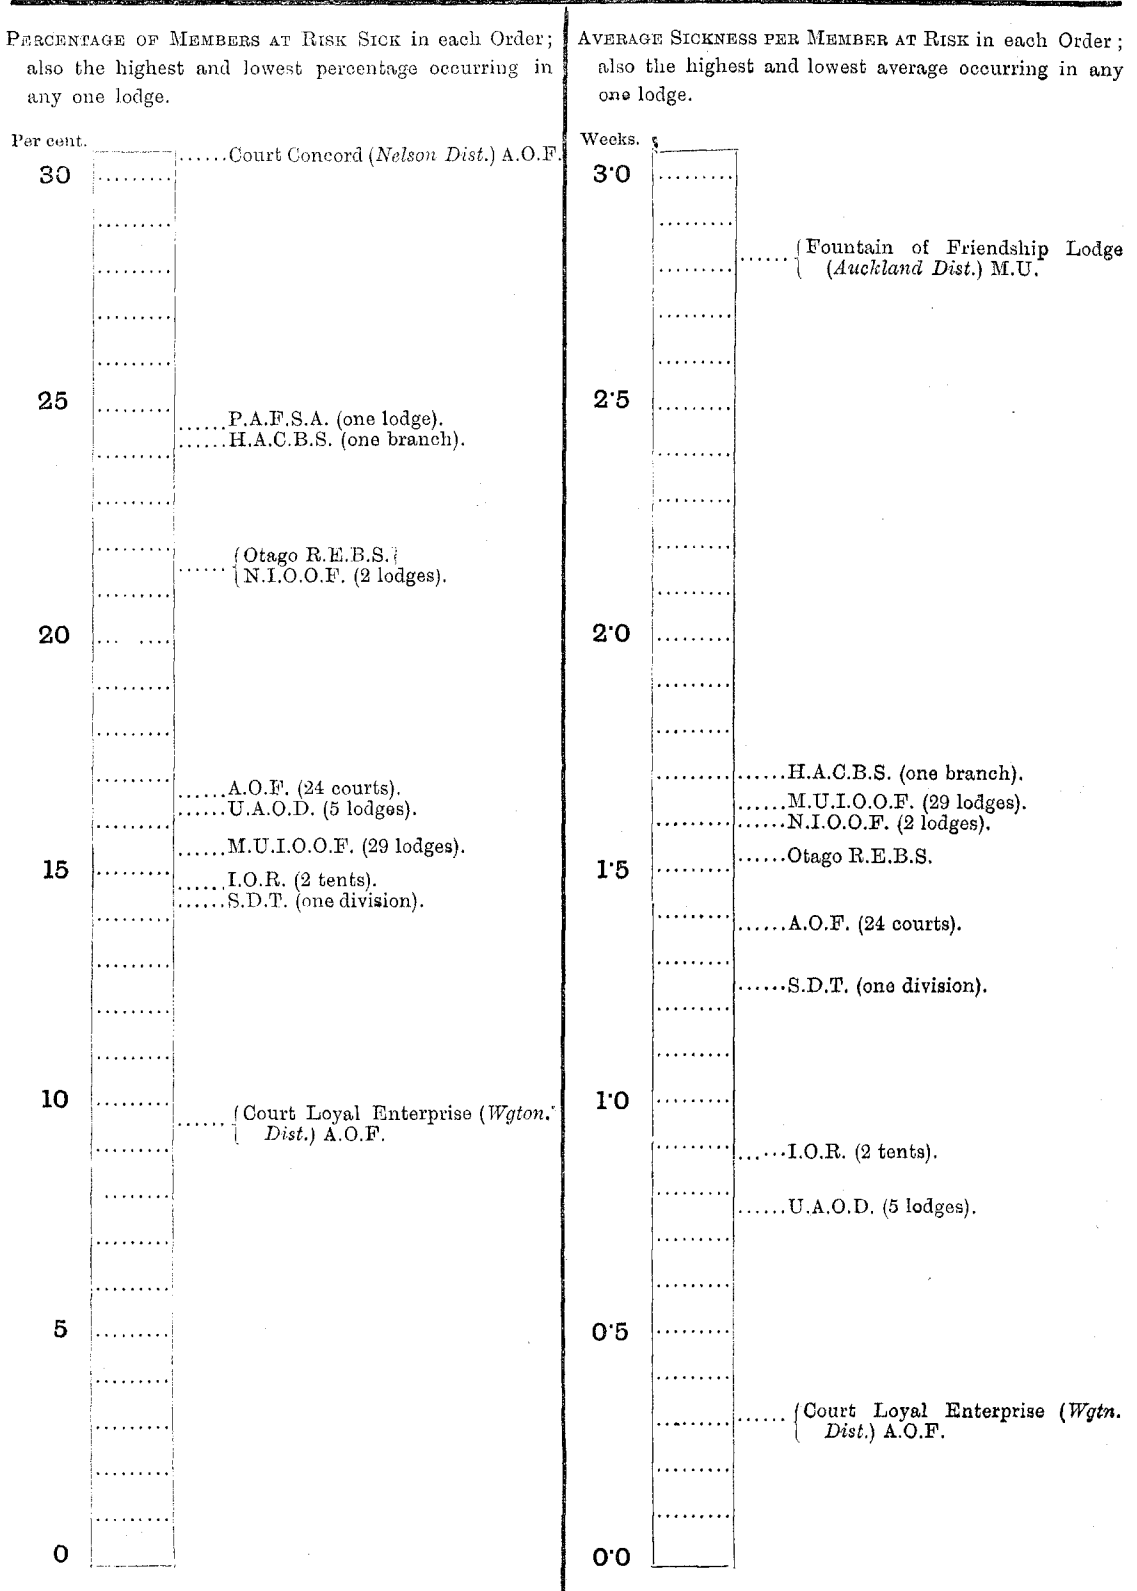 PERCENTAGE OF MEMBERS AT RISK SICK in each Order;
also the highest and lowest percentage occurring in
any one lodge.
Per cent.
......Court Concord (Nelson Dist.) A.O.F.
30
25
......P.A.F.S.A. (one lodge).
......H.A.C.B.S. (one branch).
......{Otago R.E.B.S.}
{N.I.O.O.F. (2 lodges).
20
......A.O.F. (24 courts).
......U.A.O.D. (5 lodges).
......M.U.I.O.O.F. (29 lodges).
15
......I.O.R. (2 tents).
......S.D.T. (one division).
10
......{Court Loyal Enterprise (Wgton.
Dist.) A.O.F.
5
0
AVERAGE SICKNESS PER MEMBER AT RISK in each Order;
also the highest and lowest average occurring in any
one lodge.
Weeks.
3·0
......{Fountain of Friendship Lodge
(Auckland Dist.) M.U.
2·5
2·0
......H.A.C.B.S. (one branch).
......M.U.I.O.O.F. (29 lodges).
......N.I.O.O.F. (2 lodges).
......Otago R.E.B.S.
1·5
......A.O.F. (24 courts).
......S.D.T. (one division).
1·0
......I.O.R. (2 tents).
......U.A.O.D. (5 lodges).
0·5
......{Court Loyal Enterprise (Wgtn.
Dist.) A.O.F.
0·0